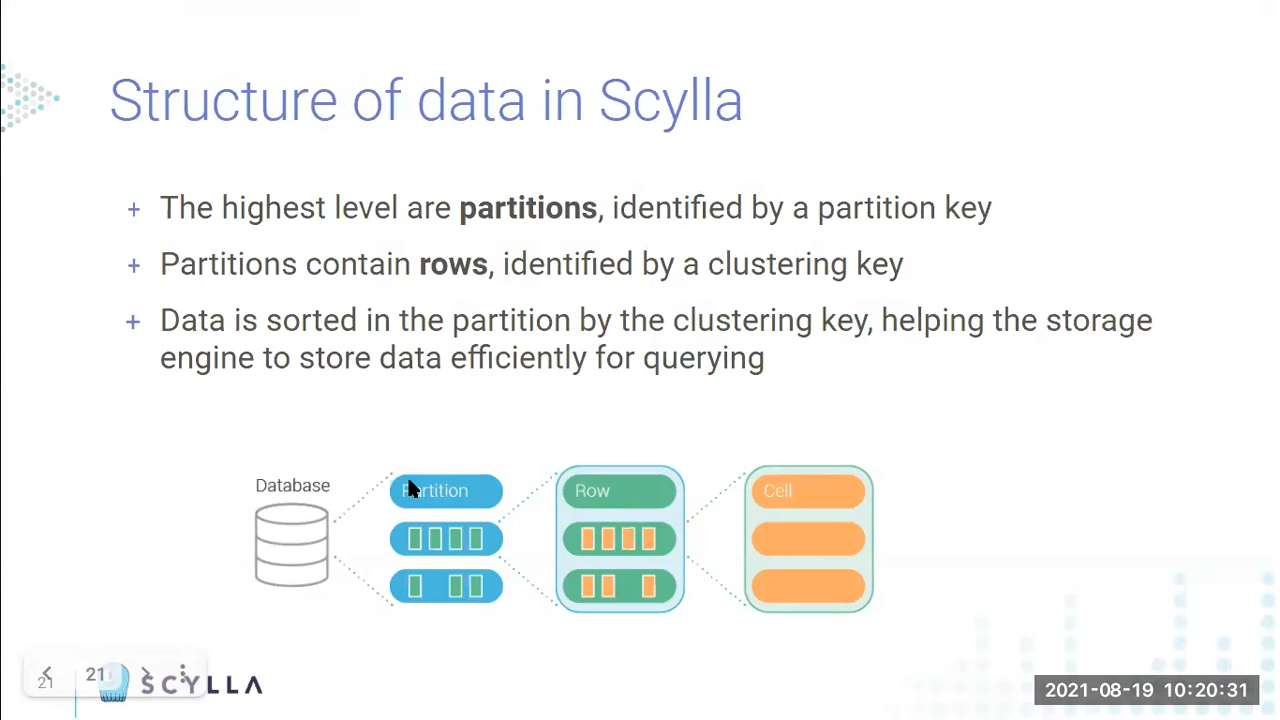 Structure of data in Scylla
+ The highest level are partitions, identified by a partition key
+ Partitions contain rows, identified by a clustering key
+ Data is sorted in the partition by the clustering key, helping the storage
engine to store data efficiently for querying
Database
Partition
Row
Cell
21
21
SCYLLA
2021-08-19 10:20:31